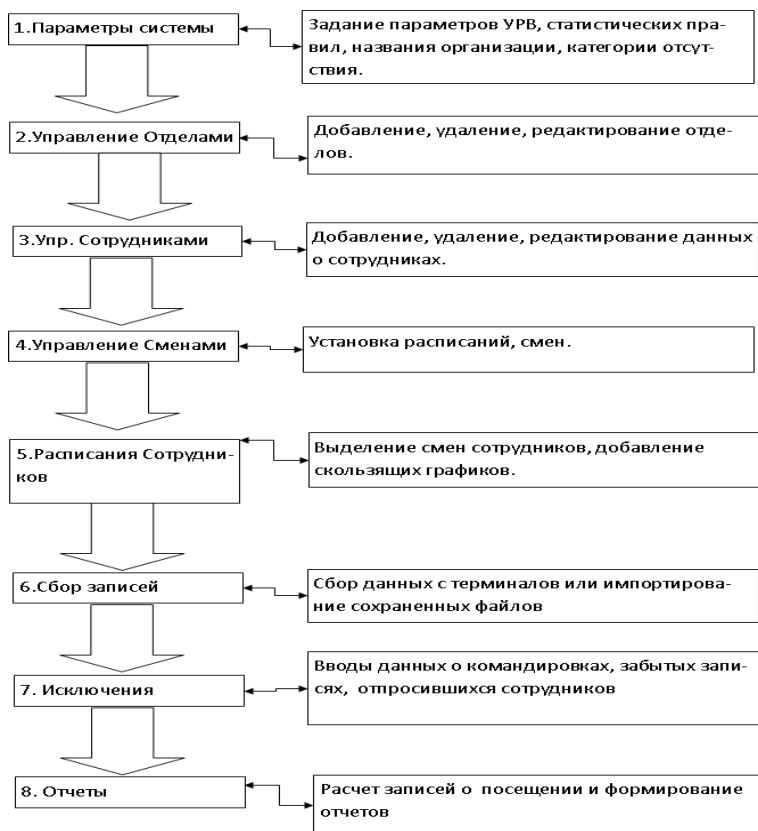 1.Параметры системы
Задание параметров УРВ, статистических пра-
вил, названия организации, категории отсут-
ствия.
2.Управление Отделами
Добавление, удаление, редактирование отде-
лов.
3.Упр. Сотрудниками
Добавление, удаление, редактирование данных
о сотрудниках.
4.Управление Сменами
Установка расписаний, смен.
5.Расписания Сотрудни-
ков
Выделение смен сотрудников, добавление
скользящих графиков.
6.Сбор записей
Сбор данных с терминалов или импортирова-
ние сохраненных файлов
7. Исключения
Вводы данных о командировках, забытых запи-
сях, отпросившихся сотрудников
8. Отчеты
Расчет записей о посещении и формирование
отчетов